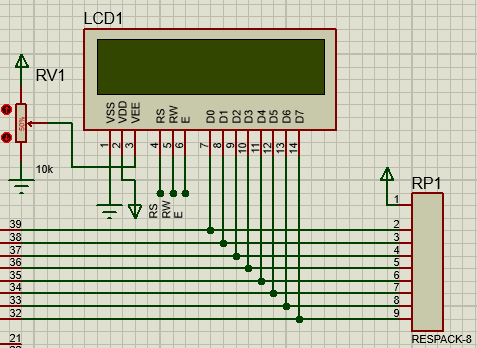 LCD1
RV1
50%
10k
VSS VDD VEE RS RW E D0 D1 D2 D3 D4 D5 D6 D7
1 2 3 4 5 6 7 8 9 10 11 12 13 14
RS RW E
RP1
39
38
37
36
35
34
33
32
21
1
2
3
4
5
6
7
8
9
RESPACK-8